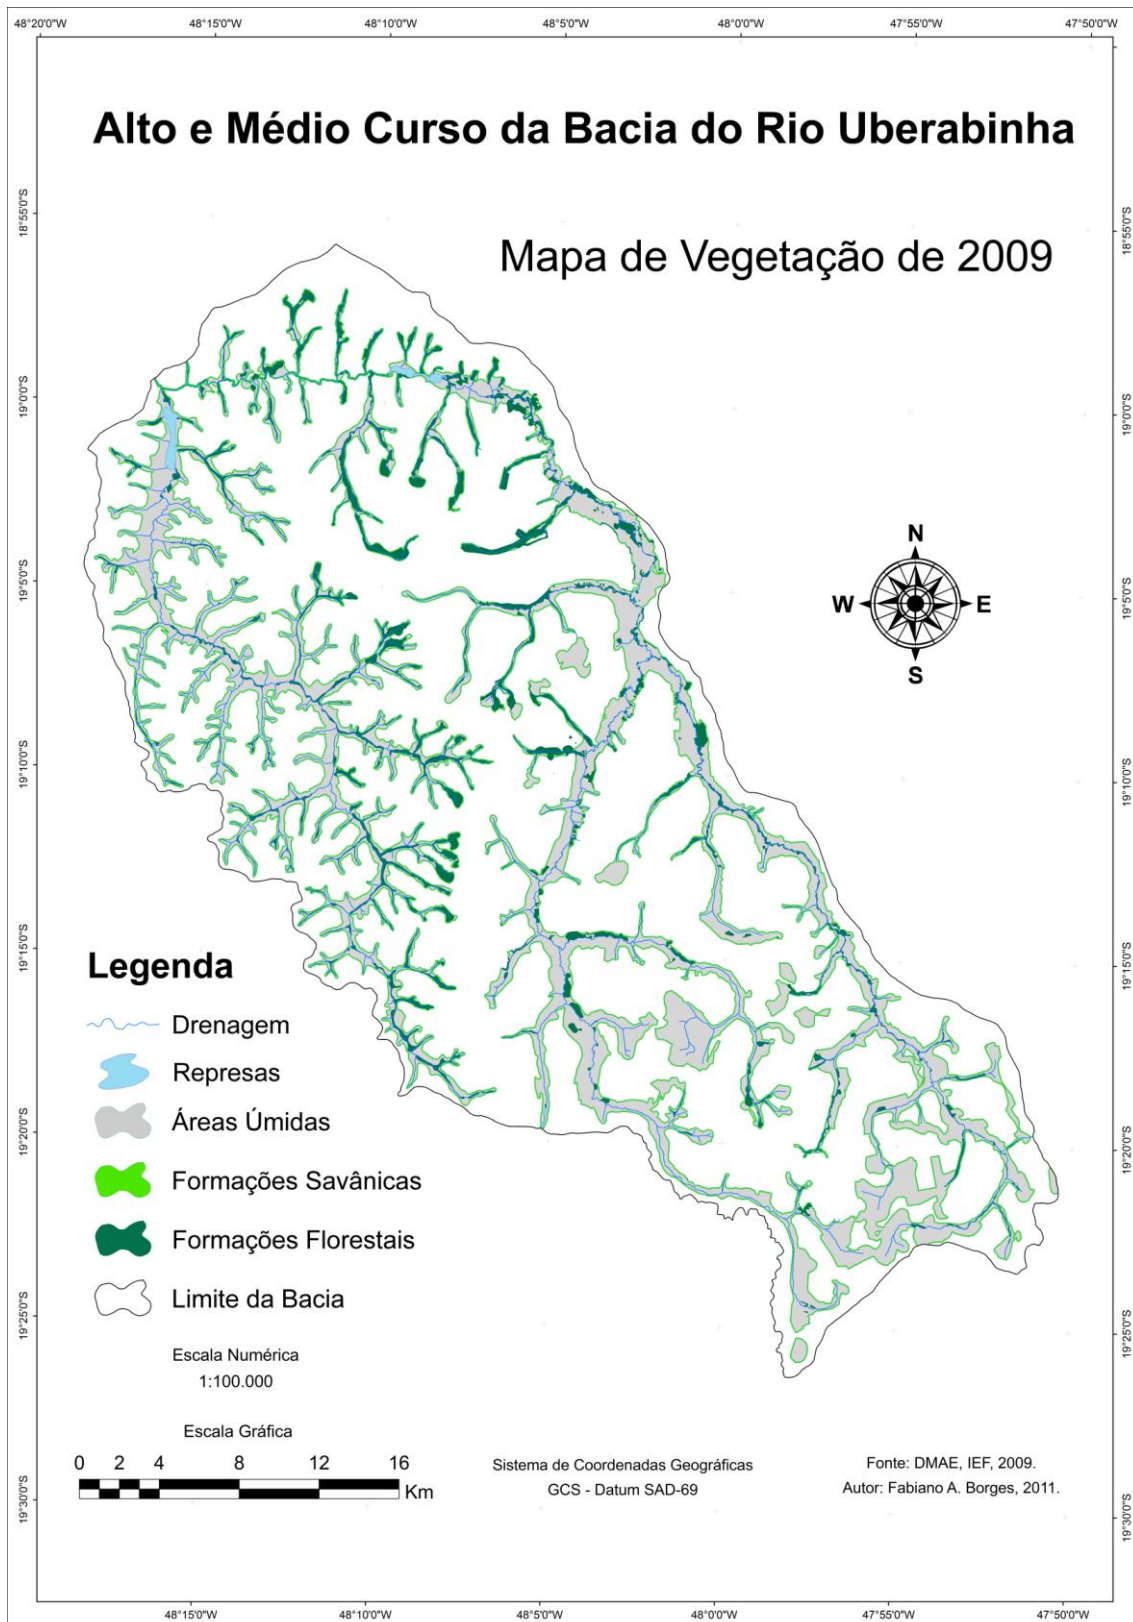 48°20'0"W 48°15'0"W 48°10'0"W 48°5'0"W 48°0'0"W 47°55'0"W 47°50'0"W
Alto e Médio Curso da Bacia do Rio Uberabinha
Mapa de Vegetação de 2009
18°55'0"S
18°55'0"S
19°0'0"S
19°0'0"S
19°5'0"S
19°5'0"S
N
W E
S
19°10'0"S
19°10'0"S
19°15'0"S
19°15'0"S
Legenda
Drenagem
Represas
Áreas Úmidas
Formações Savânicas
Formações Florestais
Limite da Bacia
19°20'0"S
19°20'0"S
19°25'0"S
19°25'0"S
Escala Numérica
1:100.000
Escala Gráfica
0 2 4 8 12 16
Km
Sistema de Coordenadas Geográficas
GCS - Datum SAD-69
Fonte: DMAE, IEF, 2009.
Autor: Fabiano A. Borges, 2011.
19°30'0"S
19°30'0"S
48°15'0"W 48°10'0"W 48°5'0"W 48°0'0"W 47°55'0"W 47°50'0"W